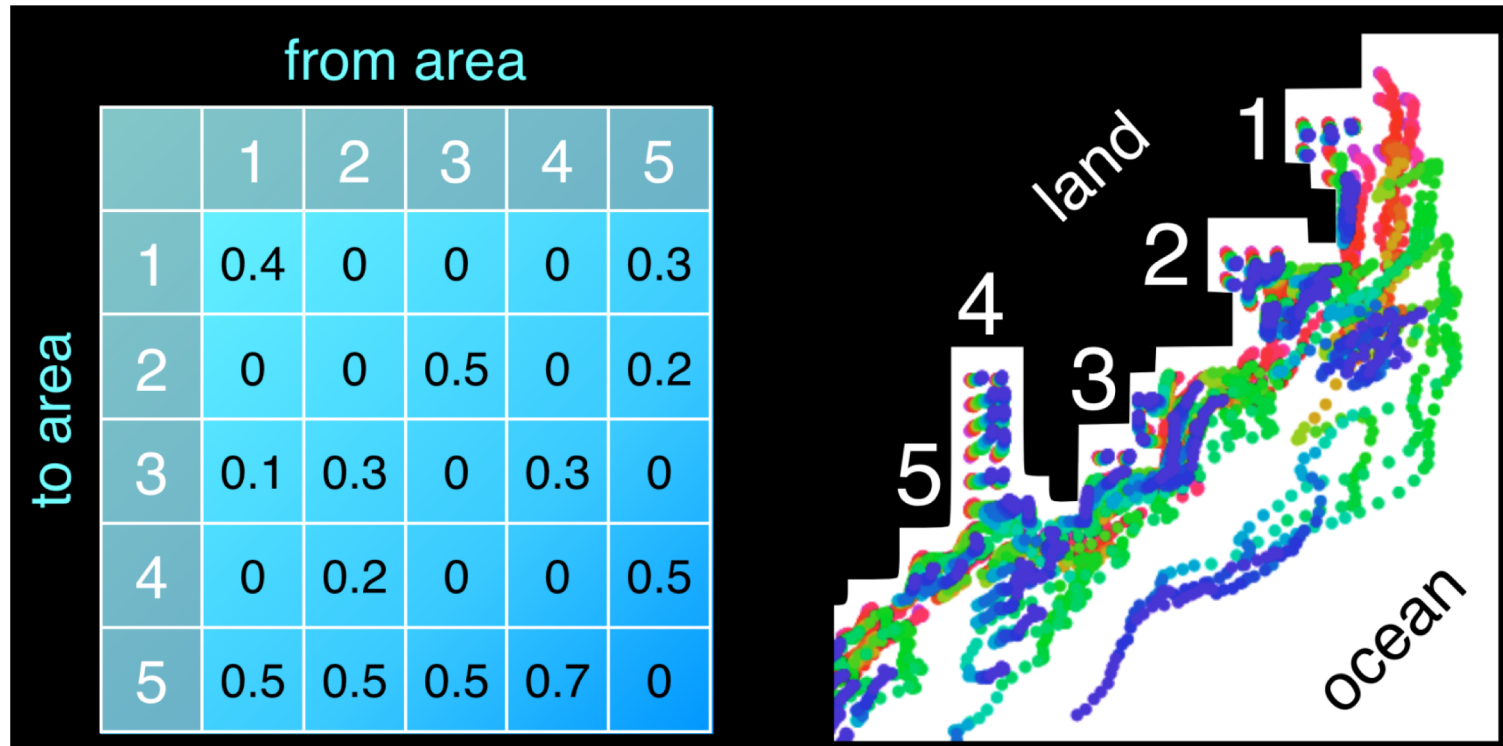 from area
to area
1 2 3 4 5
1 0.4 0 0 0 0.3
2 0 0 0.5 0 0.2
3 0.1 0.3 0 0.3 0
4 0 0.2 0 0 0.5
5 0.5 0.5 0.5 0.7 0
land
1
2
4
3
5
ocean